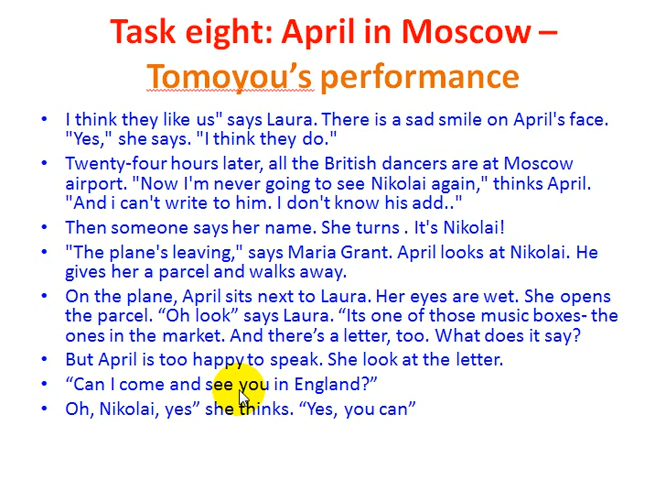 Task eight: April in Moscow –
Tomoyou's performance
• I think they like us" says Laura. There is a sad smile on April's face.
"Yes," she says. "I think they do."
• Twenty-four hours later, all the British dancers are at Moscow
airport. "Now I'm never going to see Nikolai again," thinks April.
"And i can't write to him. I don't know his add.."
• Then someone says her name. She turns . It's Nikolai!
• "The plane's leaving," says Maria Grant. April looks at Nikolai. He
gives her a parcel and walks away.
• On the plane, April sits next to Laura. Her eyes are wet. She opens
the parcel. “Oh look” says Laura. “Its one of those music boxes- the
ones in the market. And there’s a letter, too. What does it say?
• But April is too happy to speak. She look at the letter.
• “Can I come and see you in England?”
• Oh, Nikolai, yes” she thinks. “Yes, you can”